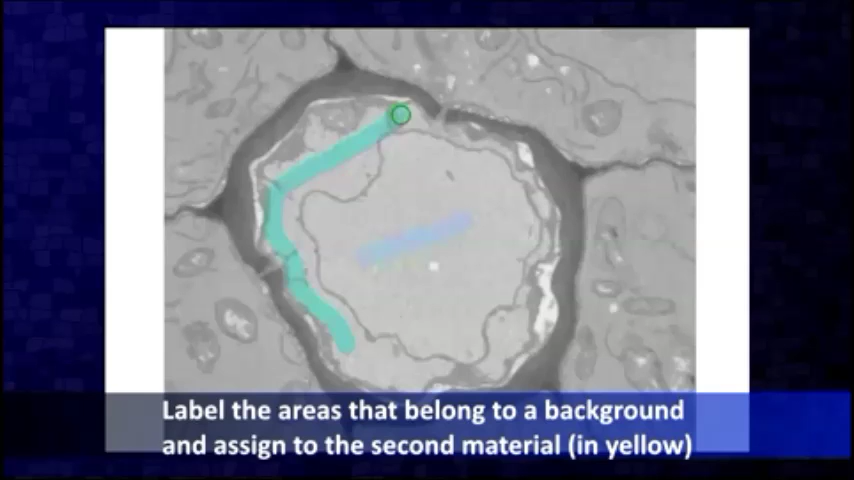 Label the areas that belong to a background
and assign to the second material (in yellow)